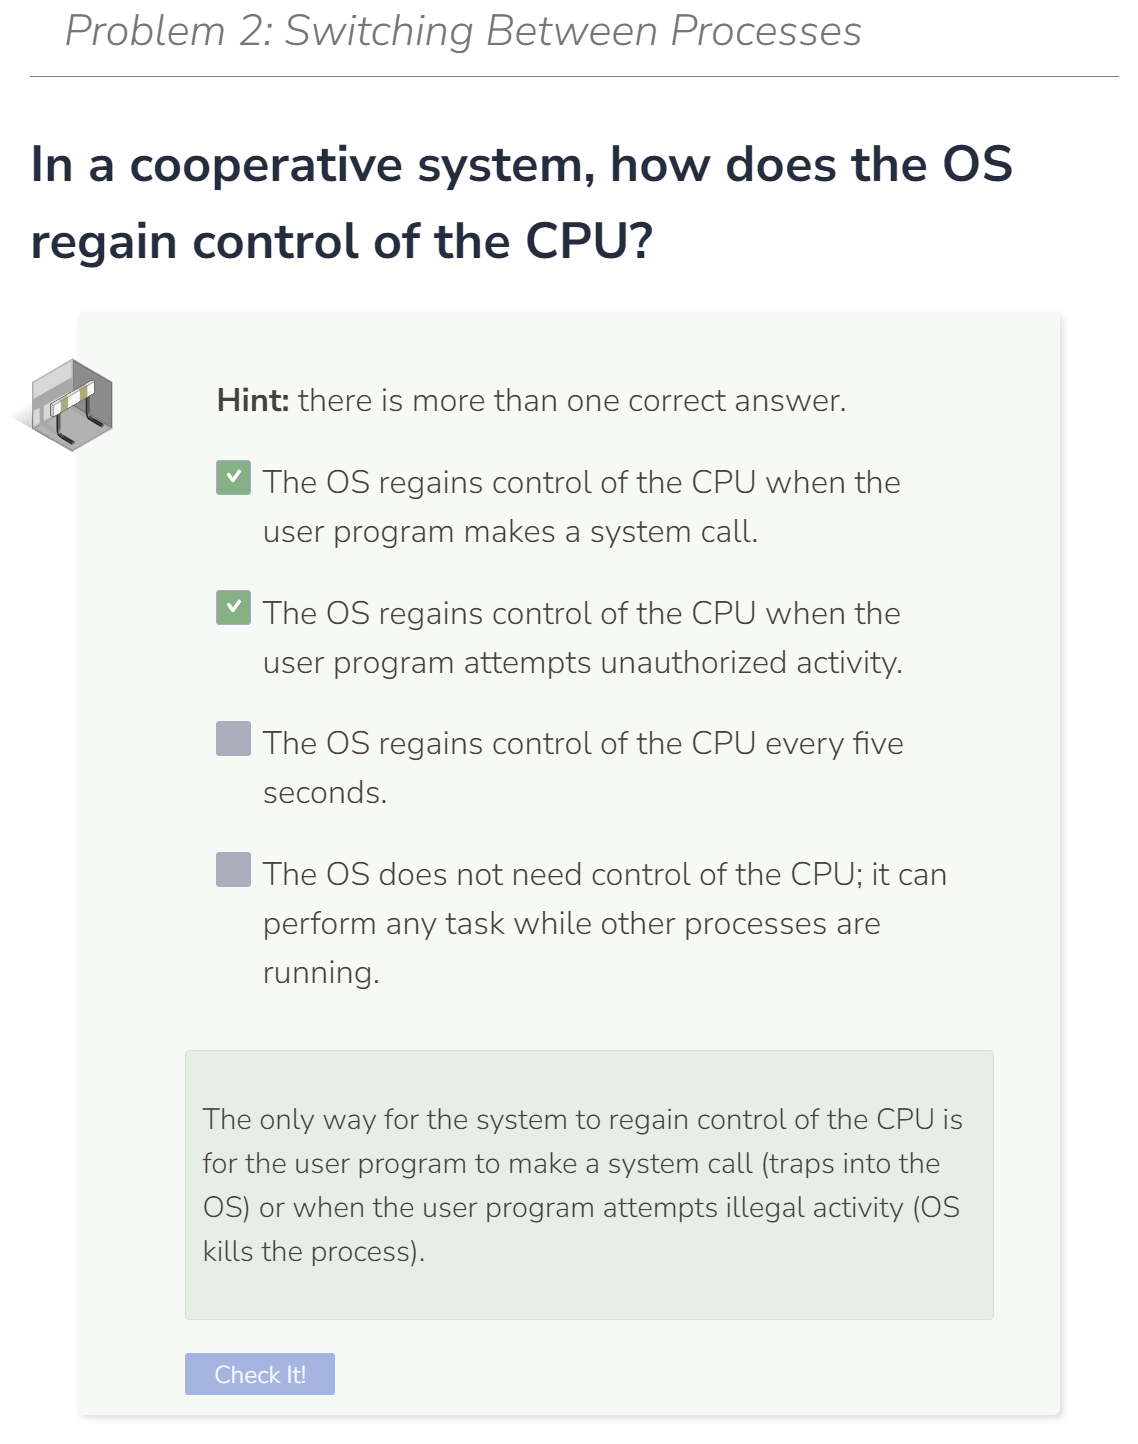 Problem 2: Switching Between Processes
In a cooperative system, how does the OS
regain control of the CPU?
Hint: there is more than one correct answer.
The OS regains control of the CPU when the
user program makes a system call.
The OS regains control of the CPU when the
user program attempts unauthorized activity.
The OS regains control of the CPU every five
seconds.
The OS does not need control of the CPU; it can
perform any task while other processes are
running.
The only way for the system to regain control of the CPU is
for the user program to make a system call (traps into the
OS) or when the user program attempts illegal activity (OS
kills the process).
Check It!